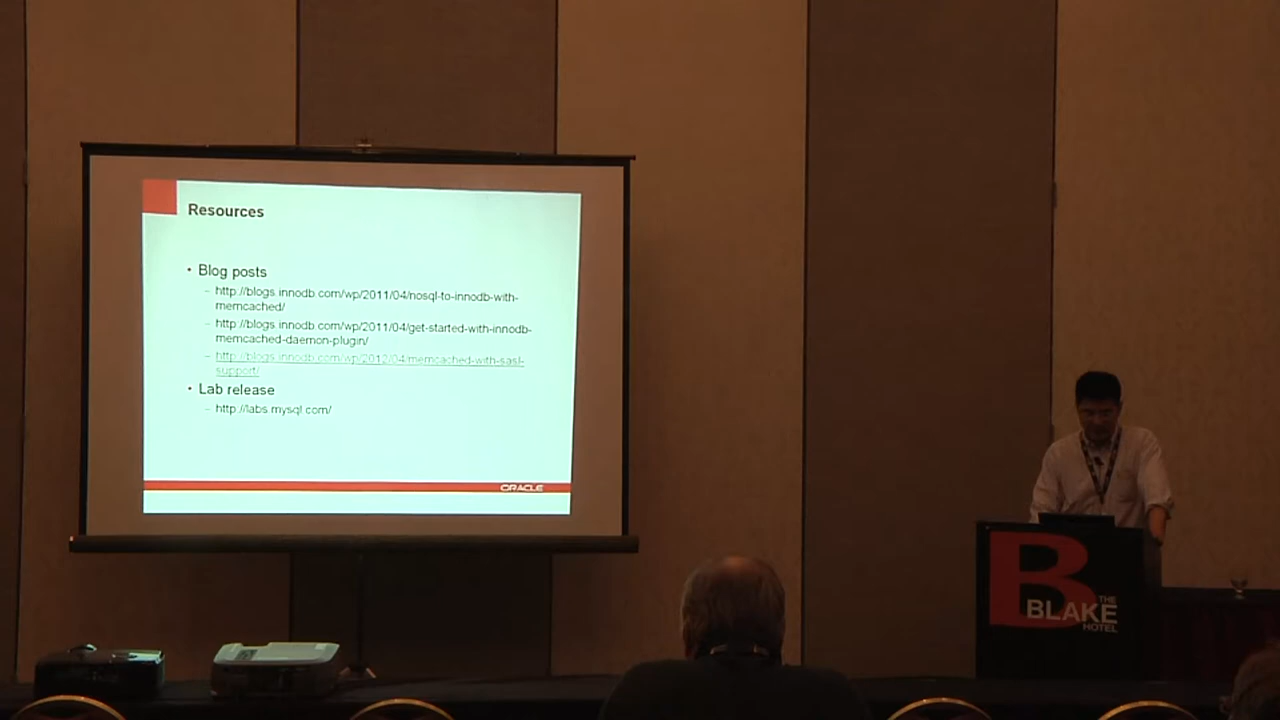 Resources
• Blog posts
– http://blogs.innodb.com/wp/2011/04/nosql-to-innodb-with-
memcached/
– http://blogs.innodb.com/wp/2011/04/get-started-with-innodb-
memcached-daemon-plugin/
– http://blogs.innodb.com/wp/2012/04/memcached-with-sasl-
support/
• Lab release
– http://labs.mysql.com/
ORACLE
B
THE
BLAKE
HOTEL